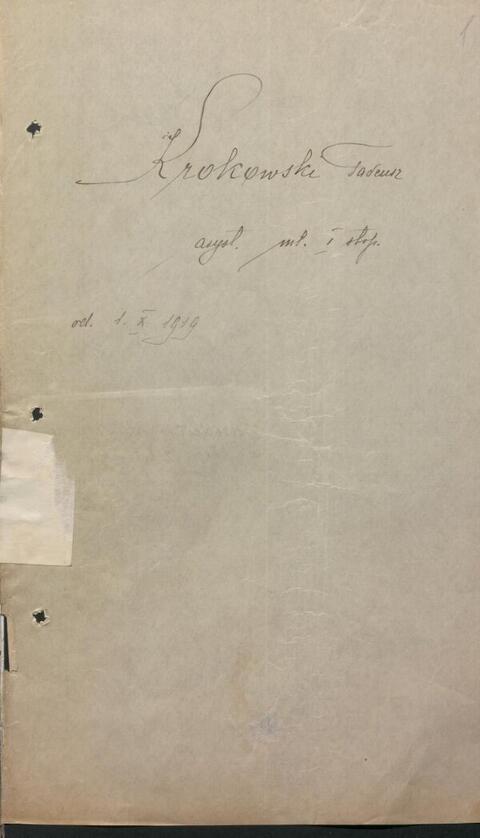 1
Krokowski Tadeusz
asyst. mł. I stop.
od. 1. X 1919